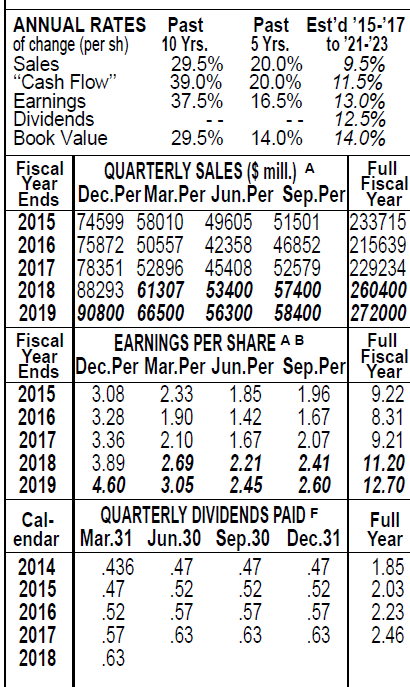 ANNUAL RATES Past Past Est'd '15-'17
of change (per sh) 10 Yrs. 5 Yrs. to '21-'23
Sales 29.5% 20.0% 9.5%
"Cash Flow" 39.0% 20.0% 11.5%
Earnings 37.5% 16.5% 13.0%
Dividends -- -- 12.5%
Book Value 29.5% 14.0% 14.0%
Fiscal Year Ends QUARTERLY SALES ($ mill.) A Full Fiscal Year
Dec.Per Mar.Per Jun.Per Sep.Per
2015 74599 58010 49605 51501 233715
2016 75872 50557 42358 46852 215639
2017 78351 52896 45408 52579 229234
2018 88293 61307 53400 57400 260400
2019 90800 66500 56300 58400 272000
Fiscal Year Ends EARNINGS PER SHARE A B Full Fiscal Year
Dec.Per Mar.Per Jun.Per Sep.Per
2015 3.08 2.33 1.85 1.96 9.22
2016 3.28 1.90 1.42 1.67 8.31
2017 3.36 2.10 1.67 2.07 9.21
2018 3.89 2.69 2.21 2.41 11.20
2019 4.60 3.05 2.45 2.60 12.70
Cal- QUARTERLY DIVIDENDS PAID F Full
endar Mar.31 Jun.30 Sep.30 Dec.31 Year
2014 .436 .47 .47 .47 1.85
2015 .47 .52 .52 .52 2.03
2016 .52 .57 .57 .57 2.23
2017 .57 .63 .63 .63 2.46
2018 .63